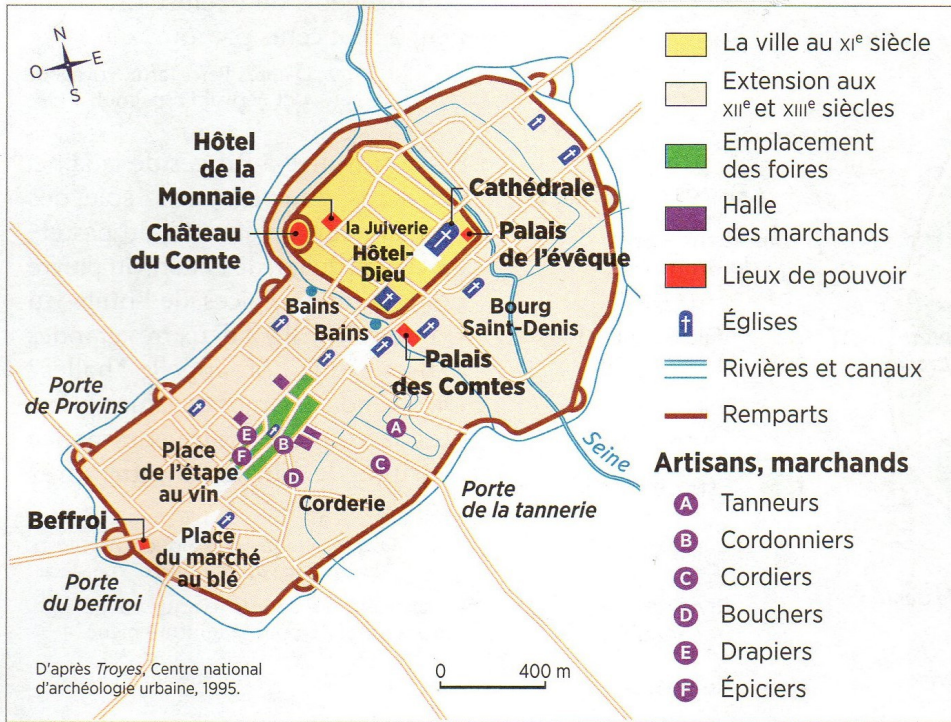 N
O
E
S
Hôtel
de la
Monnaie
Château
du Comte
la Juiverie
Hôtel-
Dieu
Cathédrale
Palais
de l'évêque
Bains
Bains
Bourg
Saint-Denis
Palais
des Comtes
Porte
de Provins
E
F
B
A
C
D
Place
de l'étape
au vin
Corderie
Seine
Porte
de la tannerie
Beffroi
Place
du marché
au blé
Porte
du beffroi
D'après Troyes, Centre national
d'archéologie urbaine, 1995.
0 400 m
La ville au XIe siècle
Extension aux
XIIe et XIIIe siècles
Emplacement
des foires
Halle
des marchands
Lieux de pouvoir
Églises
Rivières et canaux
Remparts
Artisans, marchands
A Tanneurs
B Cordonniers
C Cordiers
D Bouchers
E Drapiers
F Épiciers